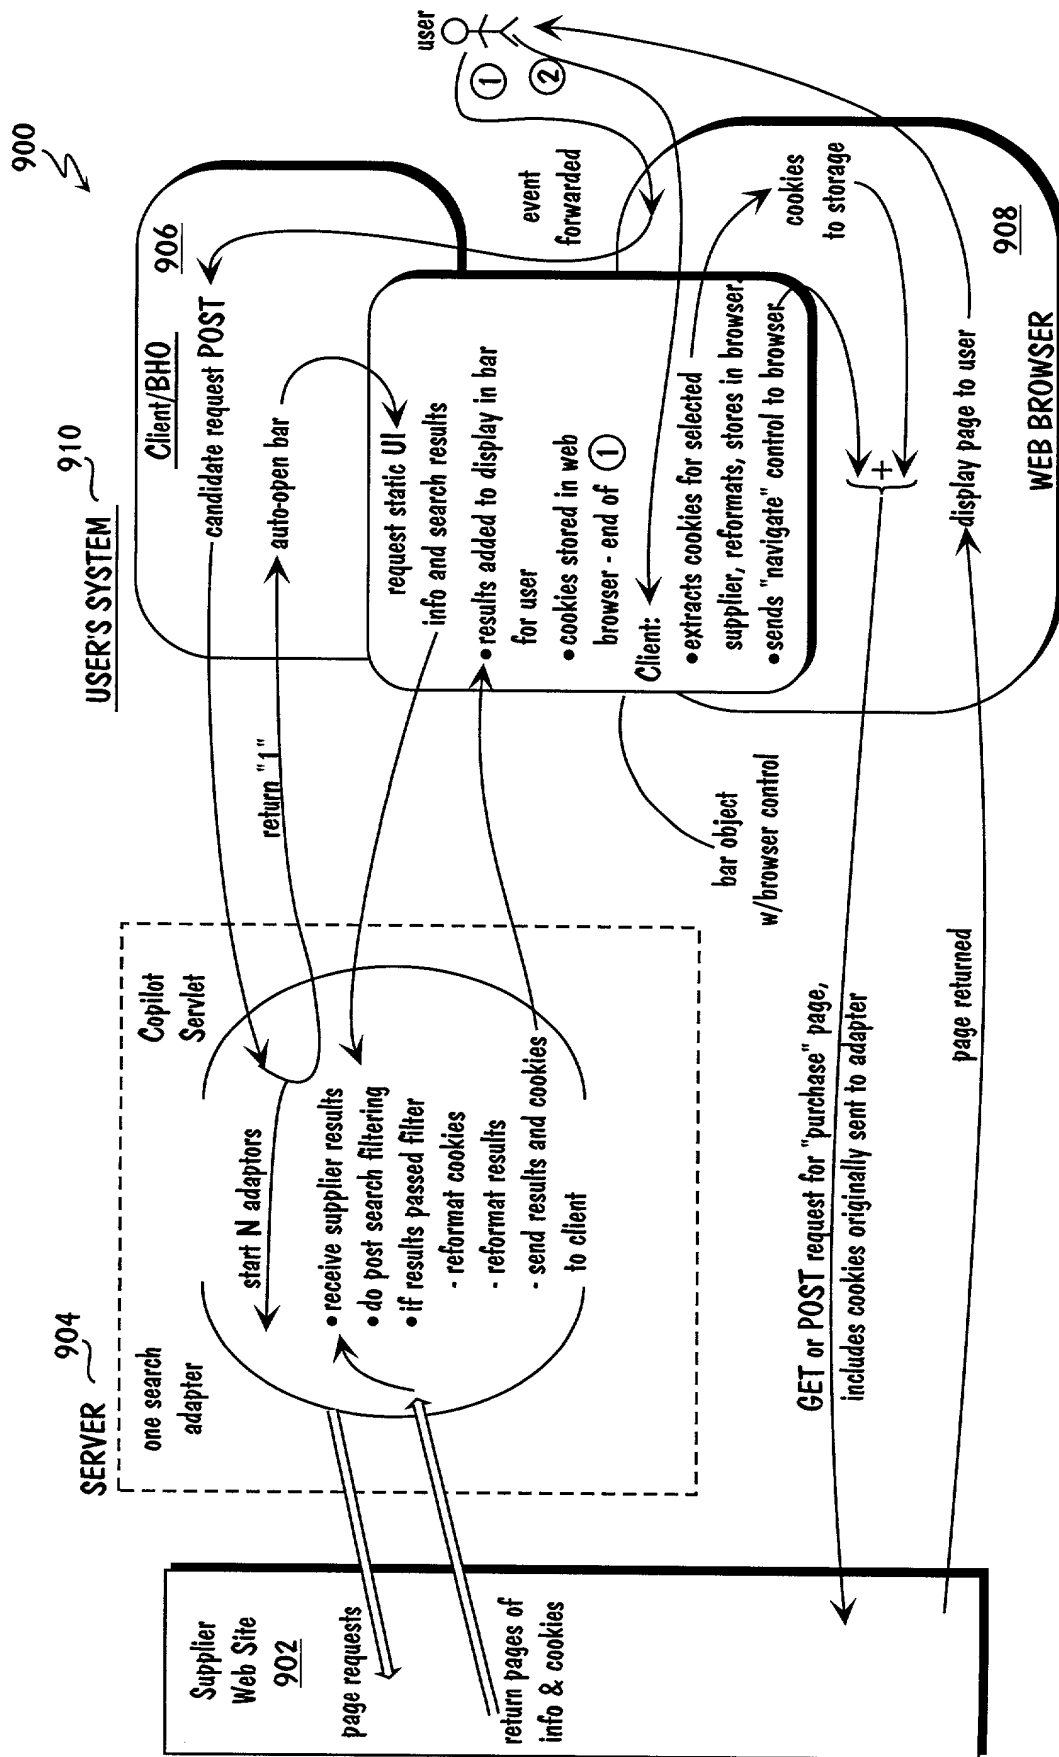 900
user
1
2
USER'S SYSTEM
910
Client/BHO
906
candidate request POST
auto-open bar
event
forwarded
request static UI
info and search results
•results added to display in bar
for user
•cookies stored in web
browser - end of 1
Client:
•extracts cookies for selected
supplier, reformats, stores in browser.
•sends "navigate" control to browser
cookies
to storage
+
display page to user
908
WEB BROWSER
return "1"
bar object
w/browser control
SERVER
904
one search
adapter
Copilot
Servlet
start N adaptors
• receive supplier results
• do post search filtering
•if results passed filter
- reformat cookies
- reformat results
- send results and cookies
to client
Supplier
Web Site
902
page requests
return pages of
info & cookies
GET or POST request for "purchase" page,
includes cookies originally sent to adapter
page returned